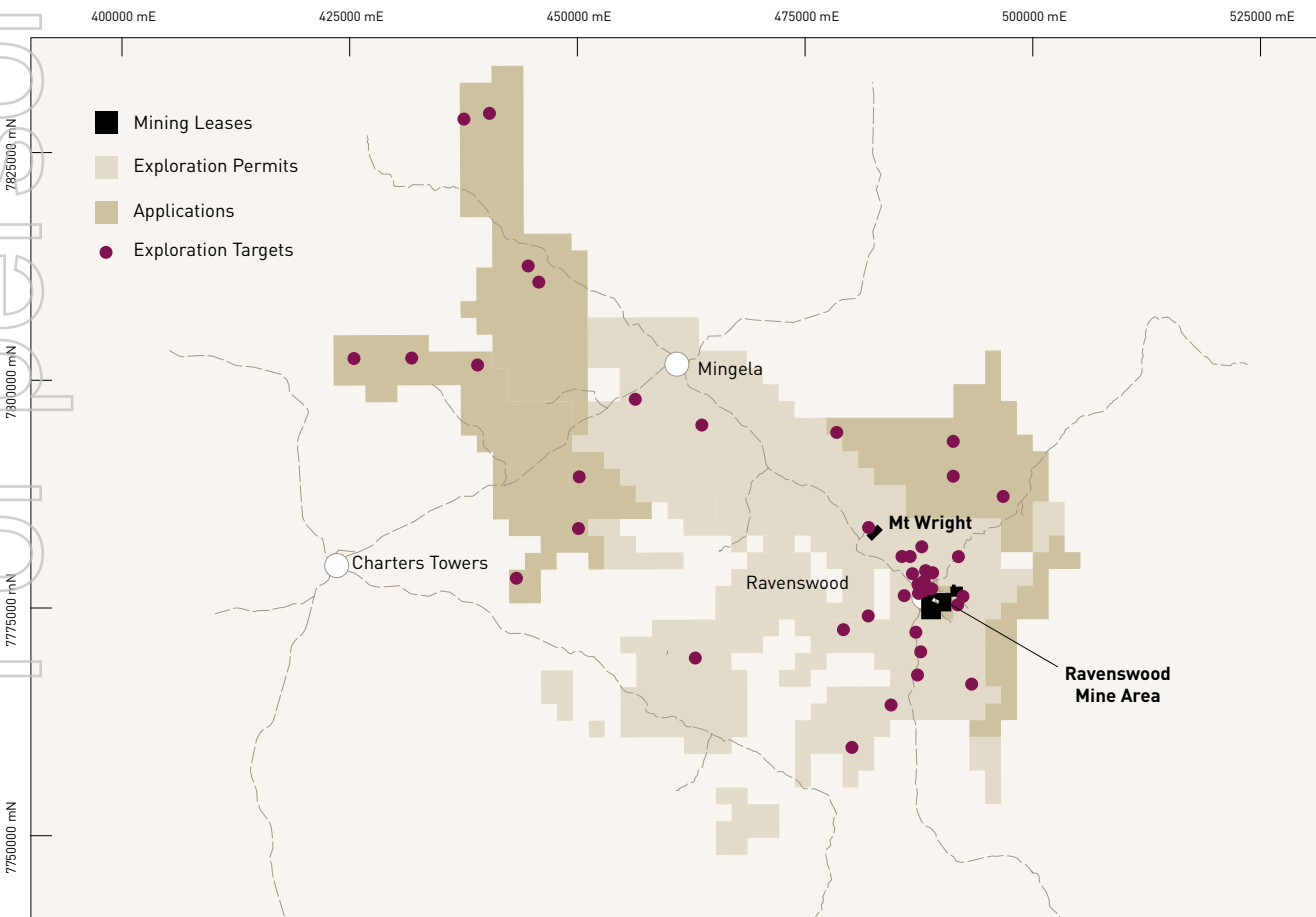 400000 mE
425000 mE
450000 mE
475000 mE
500000 mE
525000 mE
7825000 mN
7800000 mN
7775000 mN
7750000 mN
Mining Leases
Exploration Permits
Applications
Exploration Targets
Mingela
Mt Wright
Charters Towers
Ravenswood
Ravenswood
Mine Area